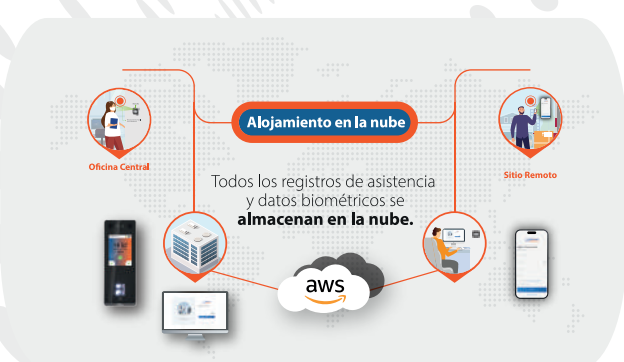 Alojamiento en la nube
Oficina Central
Sitio Remoto
Todos los registros de asistencia
y datos biométricos se
almacenan en la nube.
aws